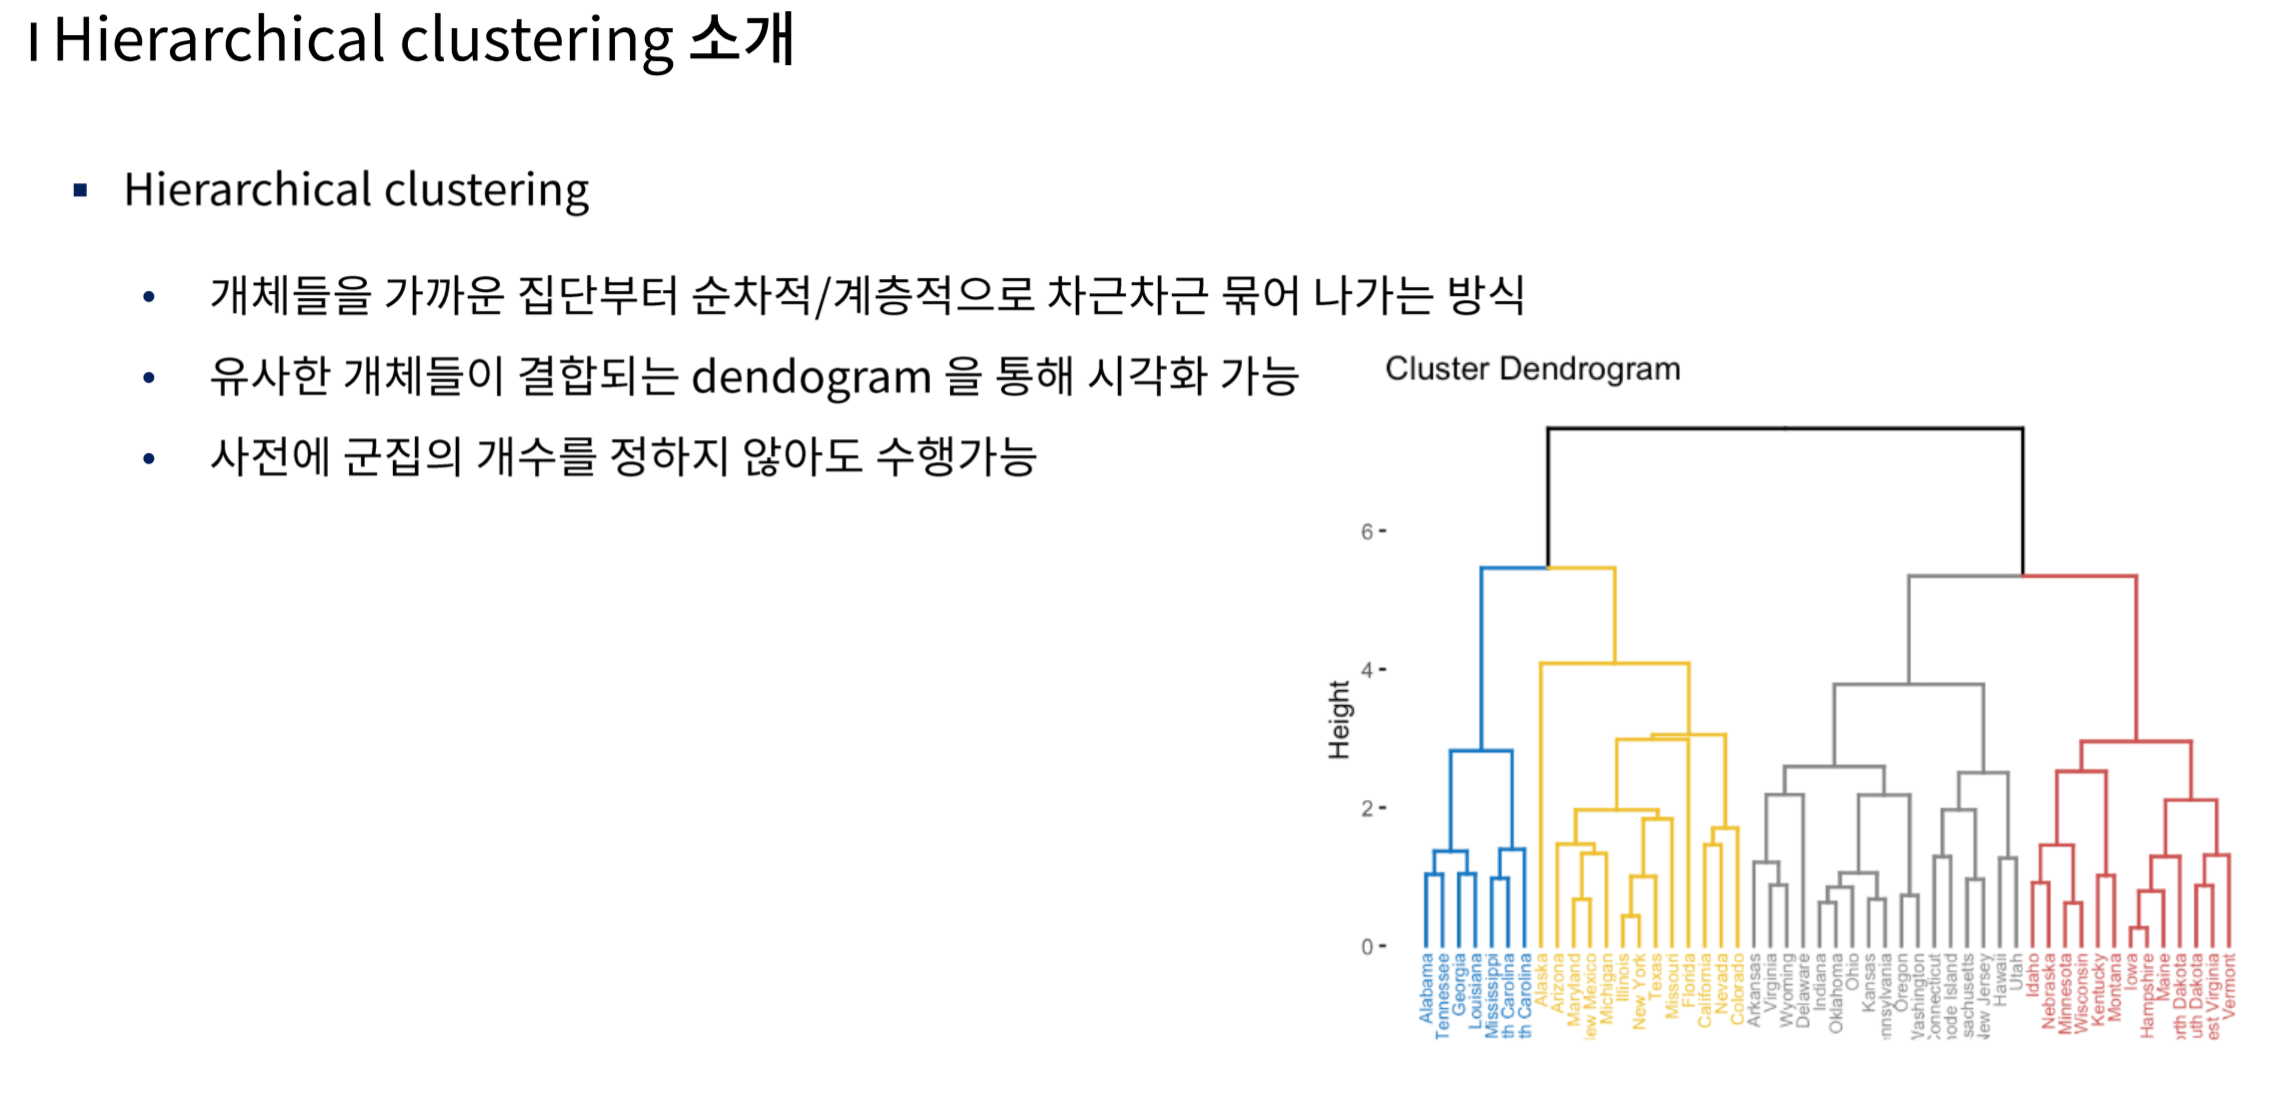 I Hierarchical clustering 소개
▪ Hierarchical clustering
• 개체들을 가까운 집단부터 순차적/계층적으로 차근차근 묶어 나가는 방식
• 유사한 개체들이 결합되는 dendogram 을 통해 시각화 가능
• 사전에 군집의 개수를 정하지 않아도 수행가능
Cluster Dendrogram
Height
6
4
2
0
Alabama
Tennessee
Georgia
Louisiana
Mississippi
th Carolina
th Carolina
Alaska
Arizona
Maryland
ew Mexico
Michigan
Illinois
New York
Texas
Missouri
Florida
California
Nevada
Colorado
Arkansas
Virginia
Wyoming
Delaware
Indiana
Oklahoma
Ohio
Kansas
nnsylvania
Oregon
Washington
onnecticut
ode Island
sachusetts
New Jersey
Hawaii
Utah
Idaho
Nebraska
Minnesota
Wisconsin
Kentucky
Montana
Iowa
Hampshire
Maine
rth Dakota
uth Dakota
est Virginia
Vermont